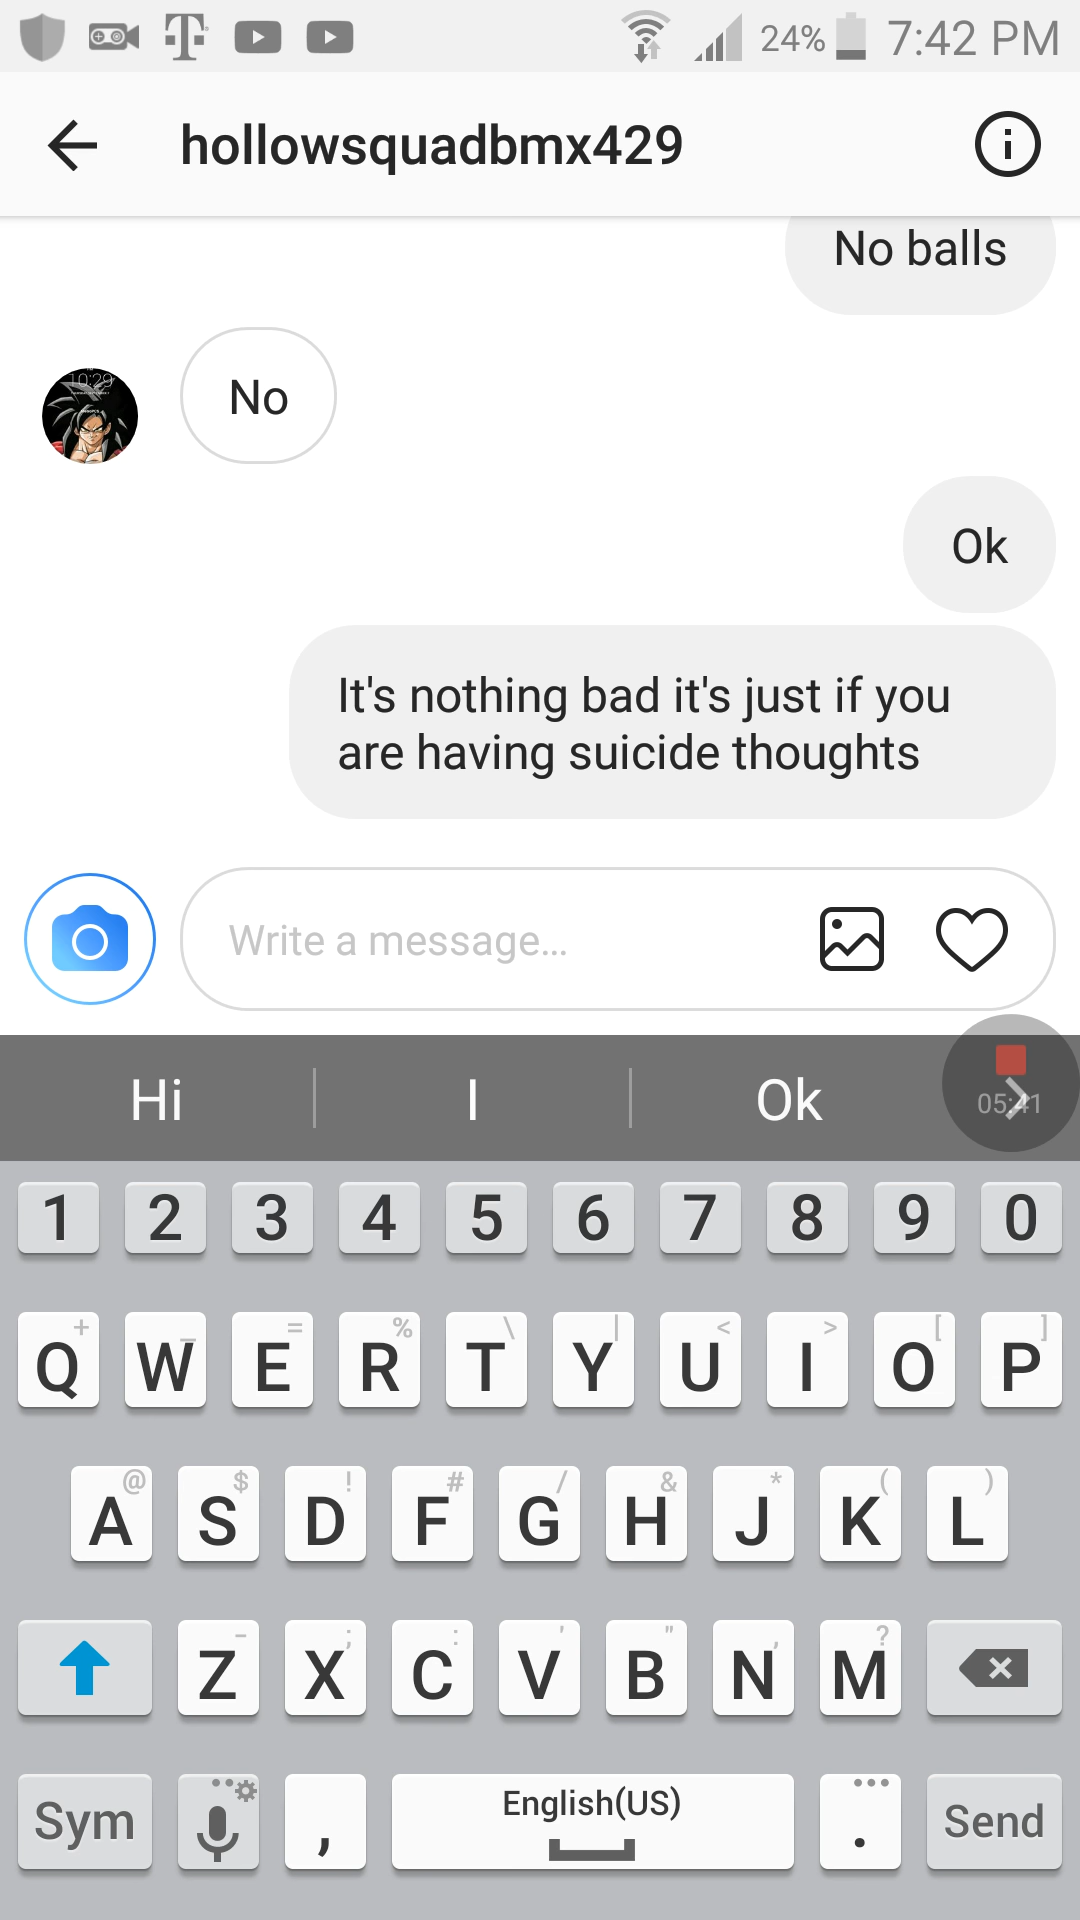 24% 7:42 PM
hollowsquadbmx429
No balls
10:29
No
Ok
It's nothing bad it's just if you
are having suicide thoughts
Write a message...
Hi I Ok
05:41
1 2 3 4 5 6 7 8 9 0
+ _ = % \ | < > [ ]
Q W E R T Y U I O P
@ $ ! # / & * ( )
A S D F G H J K L
- ; : ' " , ?
Z X C V B N M
Sym , English(US) . Send